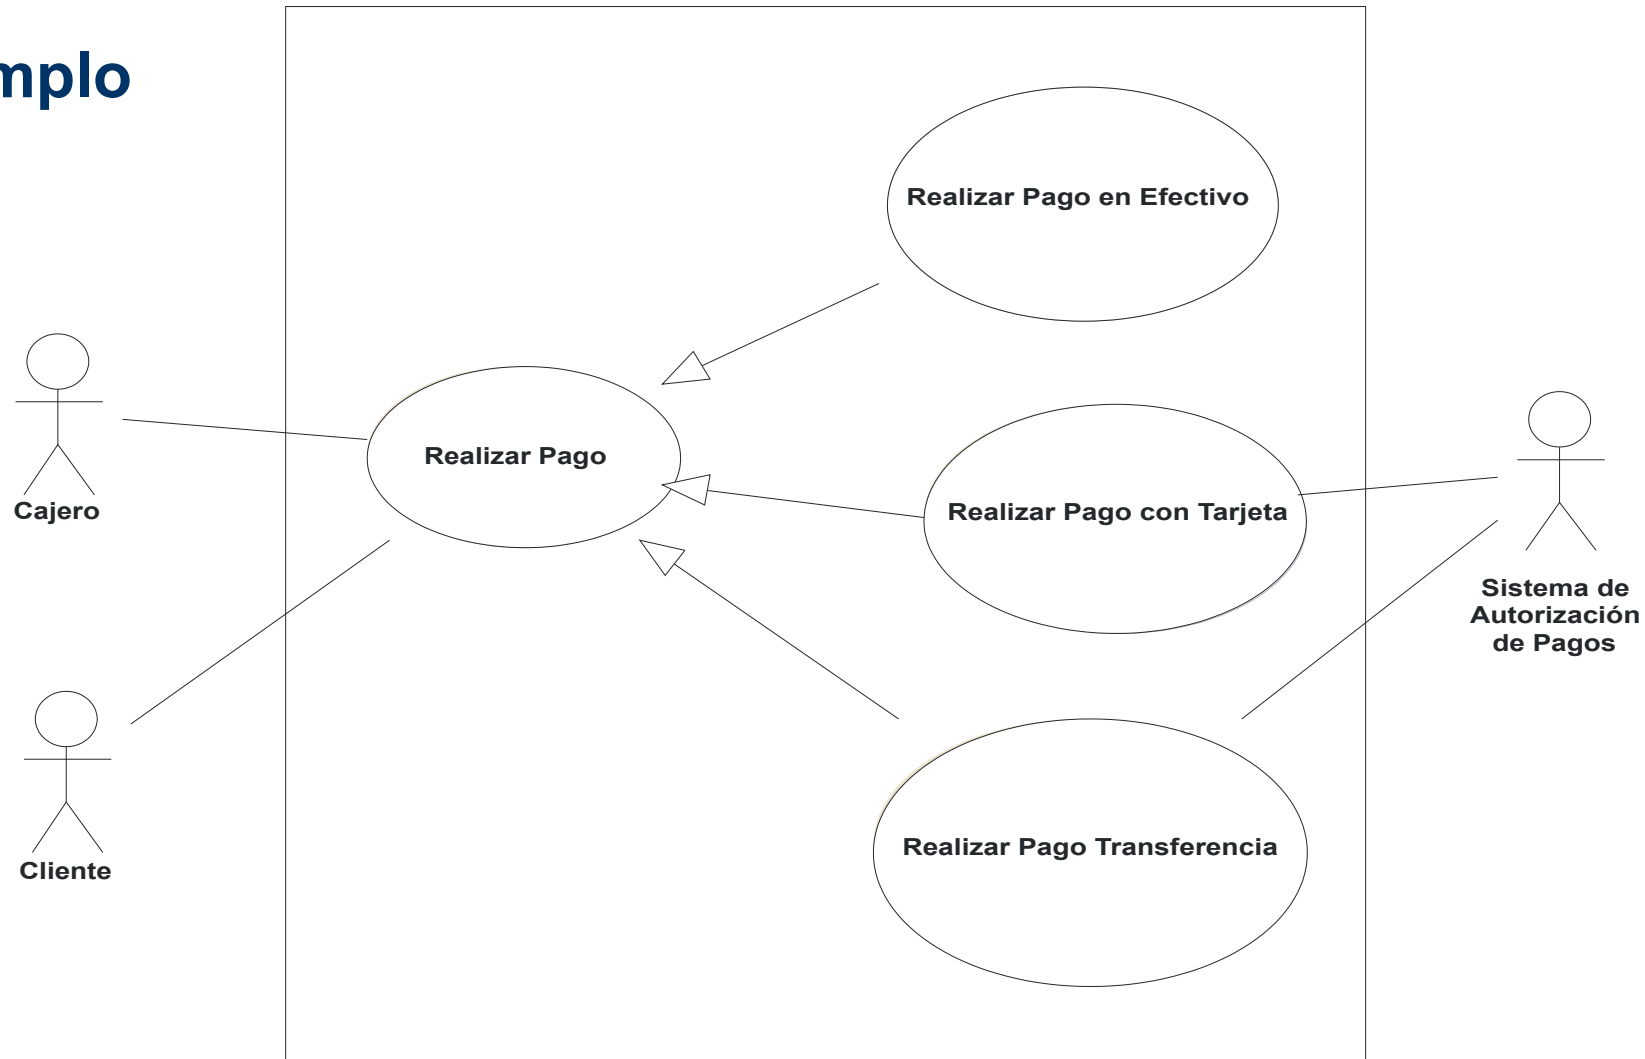 mplo
Realizar Pago en Efectivo
Realizar Pago
Cajero
Realizar Pago con Tarjeta
Sistema de
Autorización
de Pagos
Realizar Pago Transferencia
Cliente